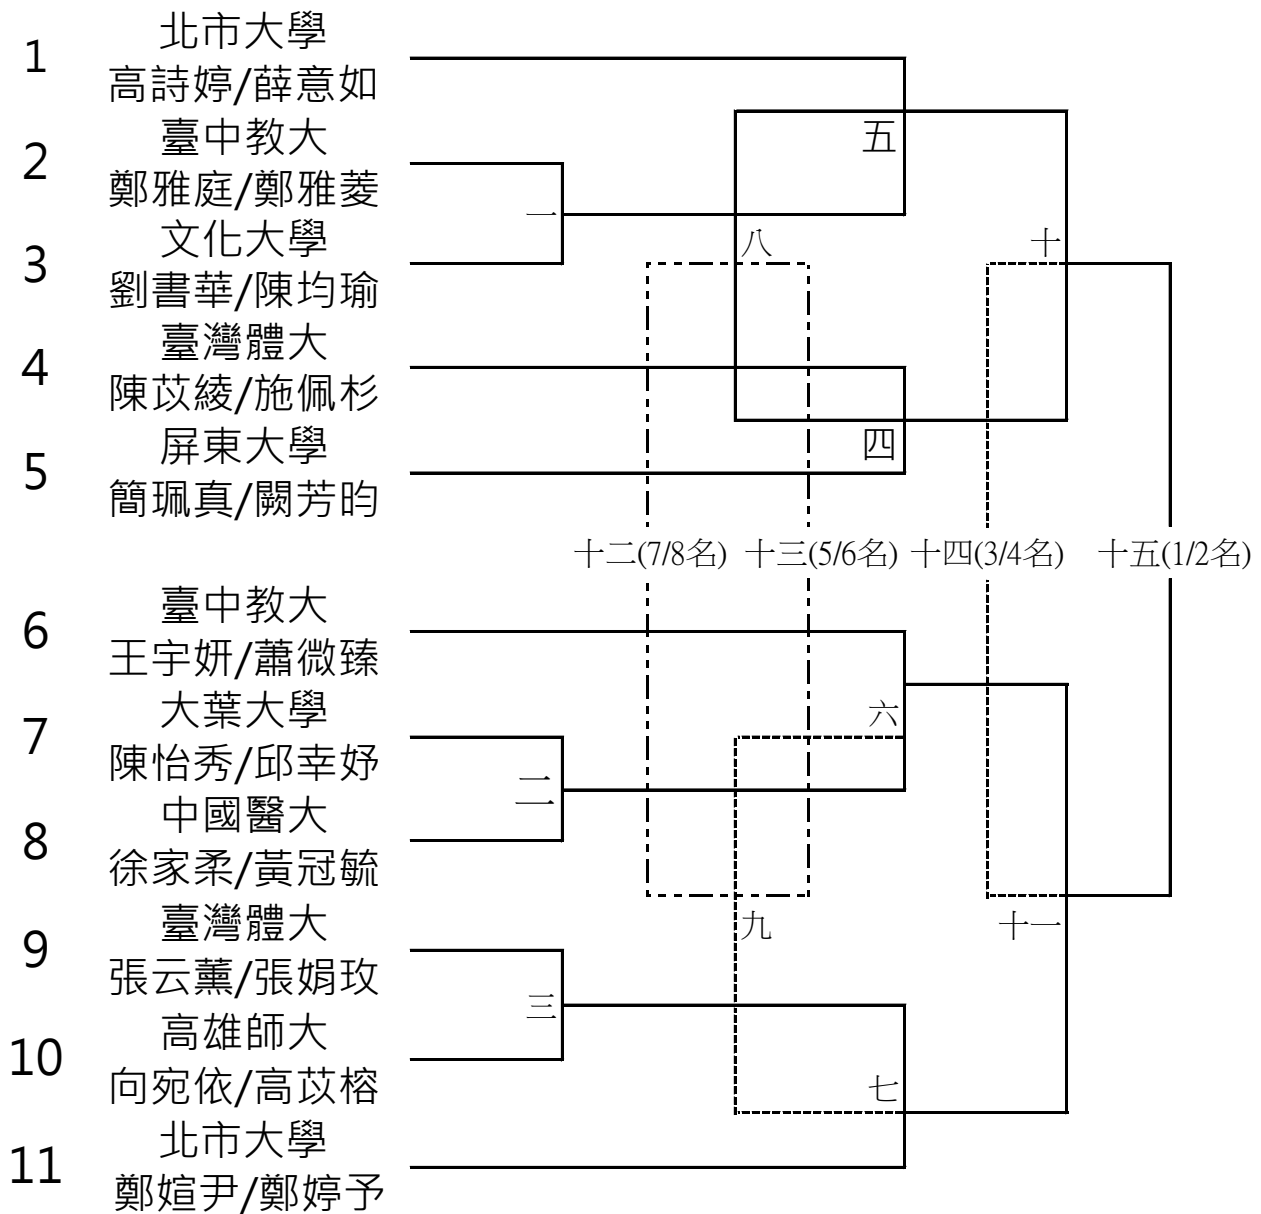 北市大學
1
高詩婷/薛意如
臺中教大
五
2
鄭雅庭/鄭雅菱
一
文化大學
八
十
3
劉書華/陳均瑜
臺灣體大
4
陳苡綾/施佩杉
屏東大學
四
5
簡珮真/闕芳昀
十二(7/8名) 十三(5/6名) 十四(3/4名) 十五(1/2名)
臺中教大
6
王宇妍/蕭微臻
大葉大學
六
7
陳怡秀/邱幸妤
二
中國醫大
8
徐家柔/黃冠毓
臺灣體大
九
十一
9
張云薰/張娟玫
三
高雄師大
10
向宛依/高苡榕
七
北市大學
11
鄭媗尹/鄭婷予